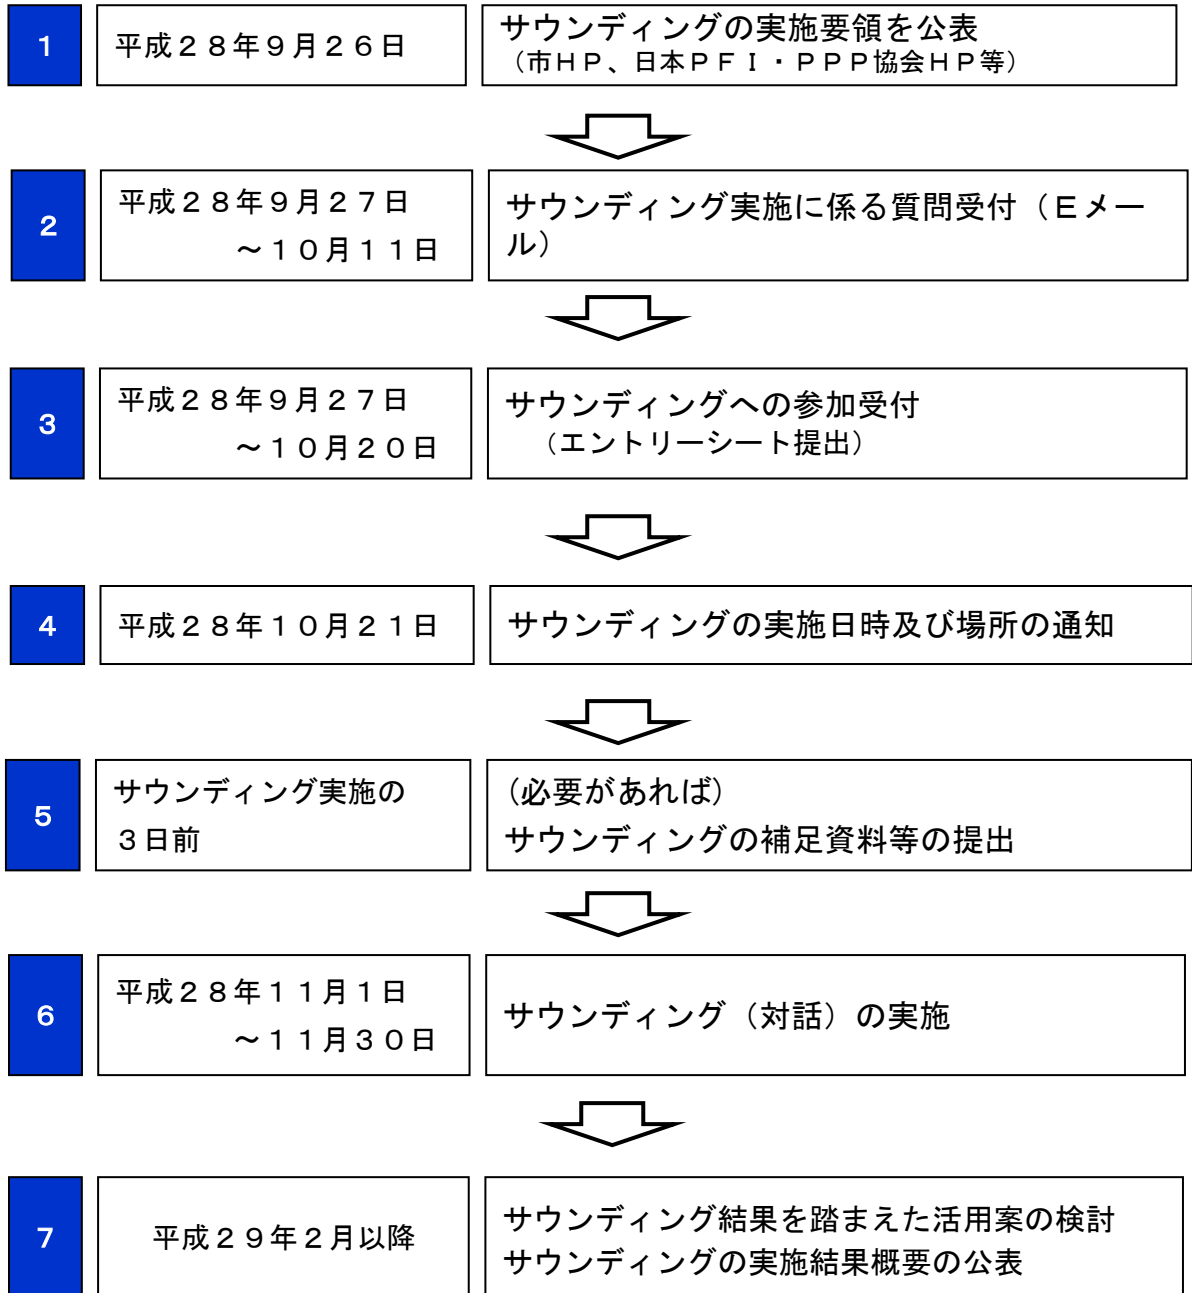 １
平成２８年９月２６日
サウンディングの実施要領を公表
（市ＨＰ、日本ＰＦＩ・ＰＰＰ協会ＨＰ等）
２
平成２８年９月２７日
～１０月１１日
サウンディング実施に係る質問受付（Ｅメー
ル）
３
平成２８年９月２７日
～１０月２０日
サウンディングへの参加受付
（エントリーシート提出）
４
平成２８年１０月２１日
サウンディングの実施日時及び場所の通知
５
サウンディング実施の
３日前
（必要があれば）
サウンディングの補足資料等の提出
６
平成２８年１１月１日
～１１月３０日
サウンディング（対話）の実施
７
平成２９年２月以降
サウンディング結果を踏まえた活用案の検討
サウンディングの実施結果概要の公表